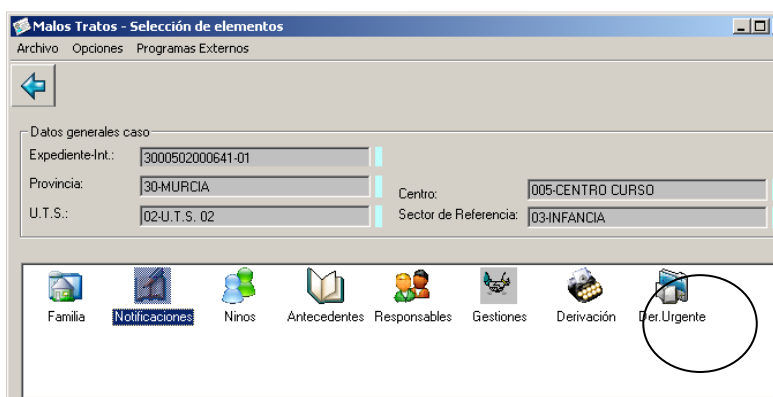 Malos Tratos - Selección de elementos
Archivo Opciones Programas Externos
Datos generales caso
Expediente-Int.: 3000502000641-01
Provincia: 30-MURCIA
Centro: 005-CENTRO CURSO
U.T.S.: 02-U.T.S. 02
Sector de Referencia: 03-INFANCIA
Familia Notificaciones Ninos Antecedentes Responsables Gestiones Derivación Der.Urgente